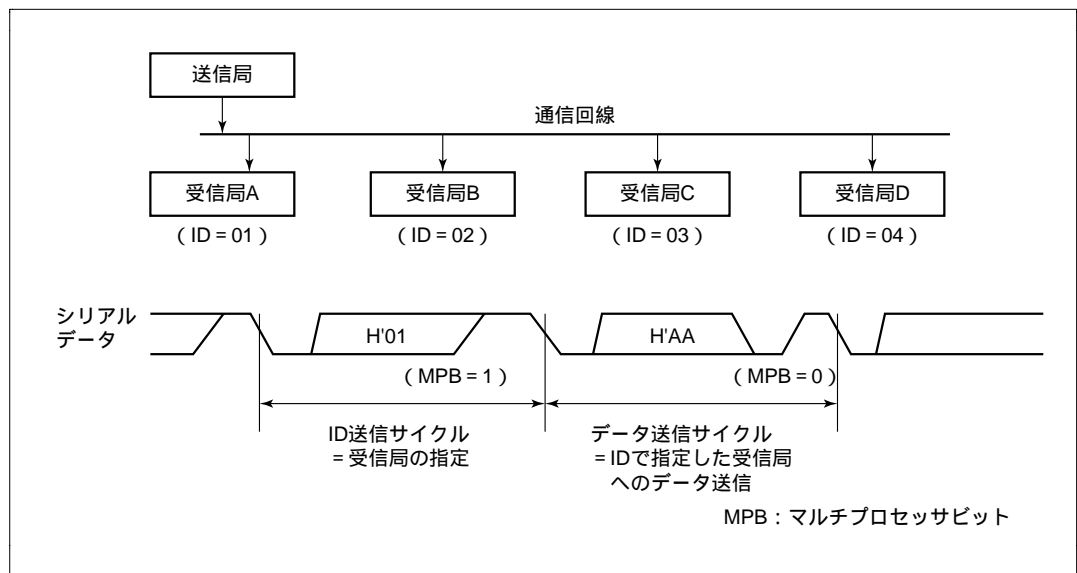 送信局
通信回線
受信局A
受信局B
受信局C
受信局D
( ID = 01 )
( ID = 02 )
( ID = 03 )
( ID = 04 )
シリアル
データ
H'01
H'AA
( MPB = 1 )
( MPB = 0 )
ID送信サイクル
= 受信局の指定
データ送信サイクル
= IDで指定した受信局
へのデータ送信
MPB : マルチプロセッサビット